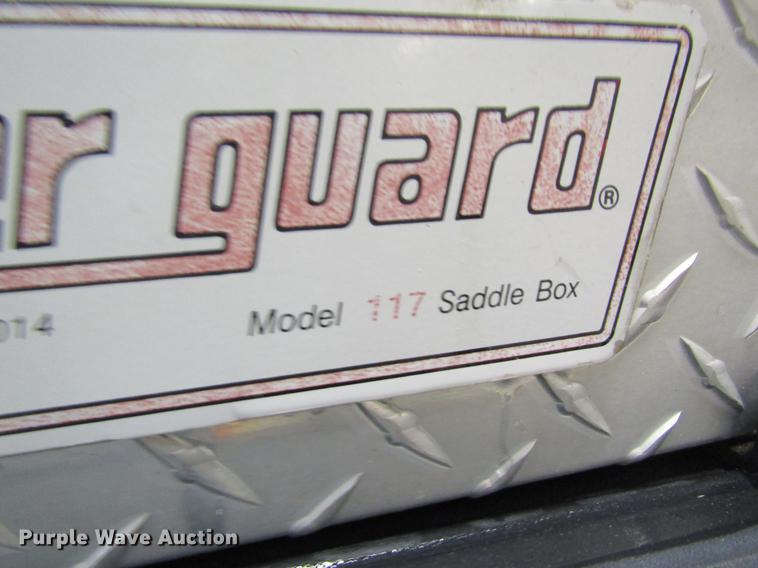 er guard®
014 Model 117 Saddle Box
Purple Wave Auction